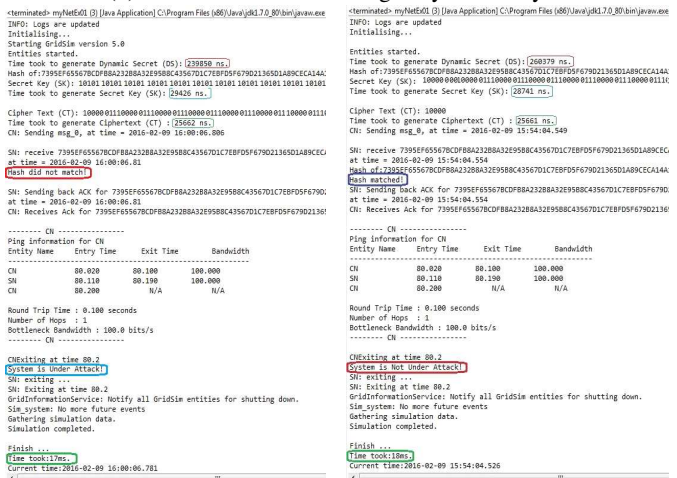 <terminated> myNetEx01 (3) [Java Application] C:\Program Files (x86)\Java\jdk1.7.0_80\bin\javaw.exe
INFO: Logs are updated
Initialising...
Starting GridSim version 5.0
Entities started.
Time took to generate Dynamic Secret (DS): 239850 ns.
Hash of:7395EF65567BCDFB8A232B8A32E95B8C43567D1C7EBFD5F679D21365D1A89CECA14A
Secret Key (SK): 10101 10101 10101 10101 10101 10101 10101 10101 10101 10101
Time took to generate Secret Key (SK): 29426 ns.
Time took to generate Ciphertext (CT) : 25662 ns.
CN: Sending msg_0, at time = 2016-02-09 16:00:06.806
SN: receive 7395EF65567BCDFB8A232B8A32E95B8C43567D1C7EBFD5F679D21365D1A89CEC
at time = 2016-02-09 16:00:06.81
Hash did not match!
SN: Sending back ACK for 7395EF65567BCDFB8A232B8A32E95B8C43567D1C7EBFD5F679D
at time = 2016-02-09 16:00:06.81
CN: Receives Ack for 7395EF65567BCDFB8A232B8A32E95B8C43567D1C7EBFD5F679D2136
-------- CN ----------------
Ping information for CN
Entity Name Entry Time Exit Time Bandwidth
CN 80.020 80.100 100.000
SN 80.110 80.190 100.000
CN 80.200 N/A N/A
Round Trip Time : 0.100 seconds
Number of Hops : 1
Bottleneck Bandwidth : 100.0 bits/s
-------- CN ----------------
CNExiting at time 80.2
System is Under Attack!
SN: exiting ...
SN: Exiting at time 80.2
GridInformationService: Notify all GridSim entities for shutting down.
Sim_system: No more future events
Gathering simulation data.
Simulation completed.
Finish ...
Time took:17ms.
Current time:2016-02-09 16:00:06.781
<terminated> myNetEx01 (3) [Java Application] C:\Program Files (x86)\Java\jdk1.7.0_80\bin\javaw.exe
INFO: Logs are updated
Initialising...
Entities started.
Time took to generate Dynamic Secret (DS): 260379 ns.
Hash of:7395EF65567BCDFB8A232B8A32E95B8C43567D1C7EBFD5F679D21365D1A89CECA14A
Time took to generate Secret Key (SK): 28741 ns.
Cipher Text (CT): 10000
Time took to generate Ciphertext (CT) : 25661 ns.
CN: Sending msg_0, at time = 2016-02-09 15:54:04.549
SN: receive 7395EF65567BCDFB8A232B8A32E95B8C43567D1C7EBFD5F679D21365D1A89CECA
at time = 2016-02-09 15:54:04.554
Hash of:7395EF65567BCDFB8A232B8A32E95B8C43567D1C7EBFD5F679D21365D1A89CECA14A
Hash matched!
SN: Sending back ACK for 7395EF65567BCDFB8A232B8A32E95B8C43567D1C7EBFD5F679D
at time = 2016-02-09 15:54:04.554
CN: Receives Ack for 7395EF65567BCDFB8A232B8A32E95B8C43567D1C7EBFD5F679D2136
-------- CN ----------------
Ping information for CN
Entity Name Entry Time Exit Time Bandwidth
CN 80.020 80.100 100.000
SN 80.110 80.190 100.000
CN 80.200 N/A N/A
Round Trip Time : 0.100 seconds
Number of Hops : 1
Bottleneck Bandwidth : 100.0 bits/s
-------- CN ----------------
CNExiting at time 80.2
System is Not Under Attack!
SN: exiting ...
SN: Exiting at time 80.2
GridInformationService: Notify all GridSim entities for shutting down.
Sim_system: No more future events
Gathering simulation data.
Simulation completed.
Finish ...
Time took:18ms.
Current time:2016-02-09 15:54:04.526